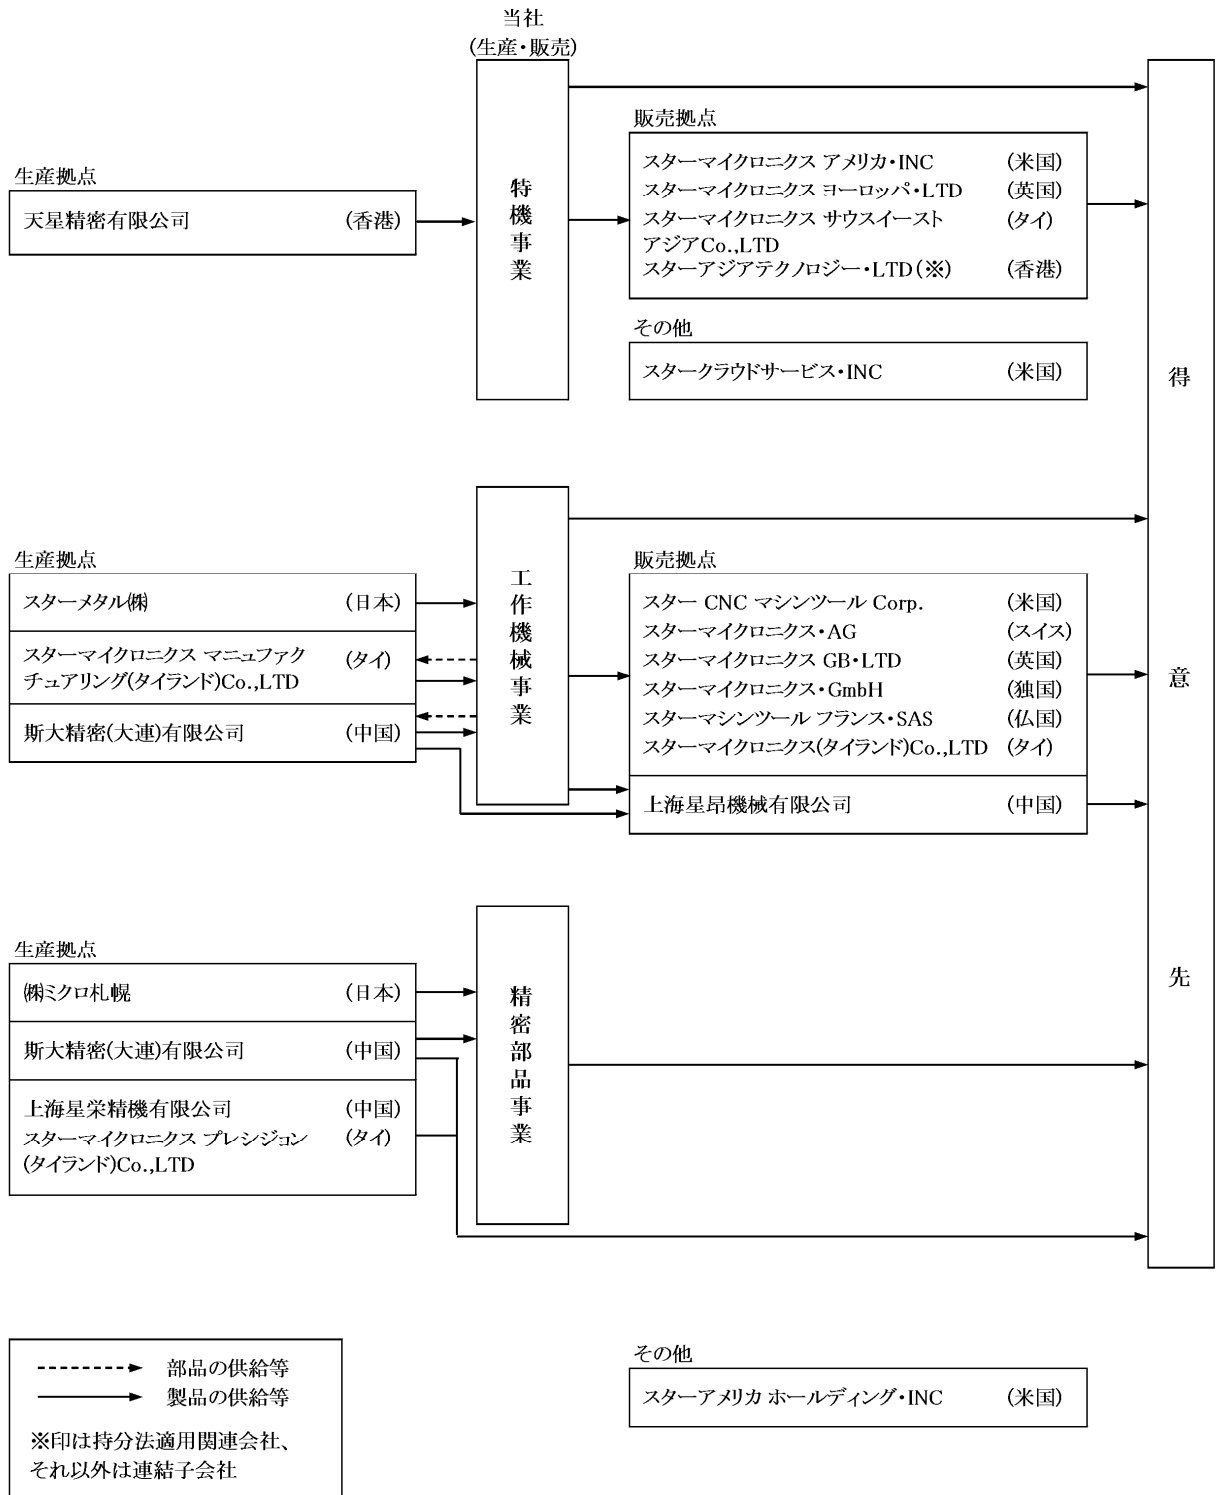 当社
(生産・販売)
特機事業
生産拠点
天星精密有限公司 (香港)
販売拠点
スターマイクロニクス アメリカ・INC (米国)
スターマイクロニクス ヨーロッパ・LTD (英国)
スターマイクロニクス サウスイースト (タイ)
アジアCo.,LTD
スターアジアテクノロジー・LTD(※) (香港)
その他
スタークラウドサービス・INC (米国)
得意先
工作機械事業
生産拠点
スターメタル㈱ (日本)
スターマイクロニクス マニュファク (タイ)
チュアリング(タイランド)Co.,LTD
斯大精密(大連)有限公司 (中国)
販売拠点
スター CNC マシンツール Corp. (米国)
スターマイクロニクス・AG (スイス)
スターマイクロニクス GB・LTD (英国)
スターマイクロニクス・GmbH (独国)
スターマシンツール フランス・SAS (仏国)
スターマイクロニクス(タイランド)Co.,LTD (タイ)
上海星昂機械有限公司 (中国)
精密部品事業
生産拠点
㈱ミクロ札幌 (日本)
斯大精密(大連)有限公司 (中国)
上海星栄精機有限公司 (中国)
スターマイクロニクス プレシジョン (タイ)
(タイランド)Co.,LTD
部品の供給等
製品の供給等
※印は持分法適用関連会社、
それ以外は連結子会社
その他
スターアメリカ ホールディング・INC (米国)